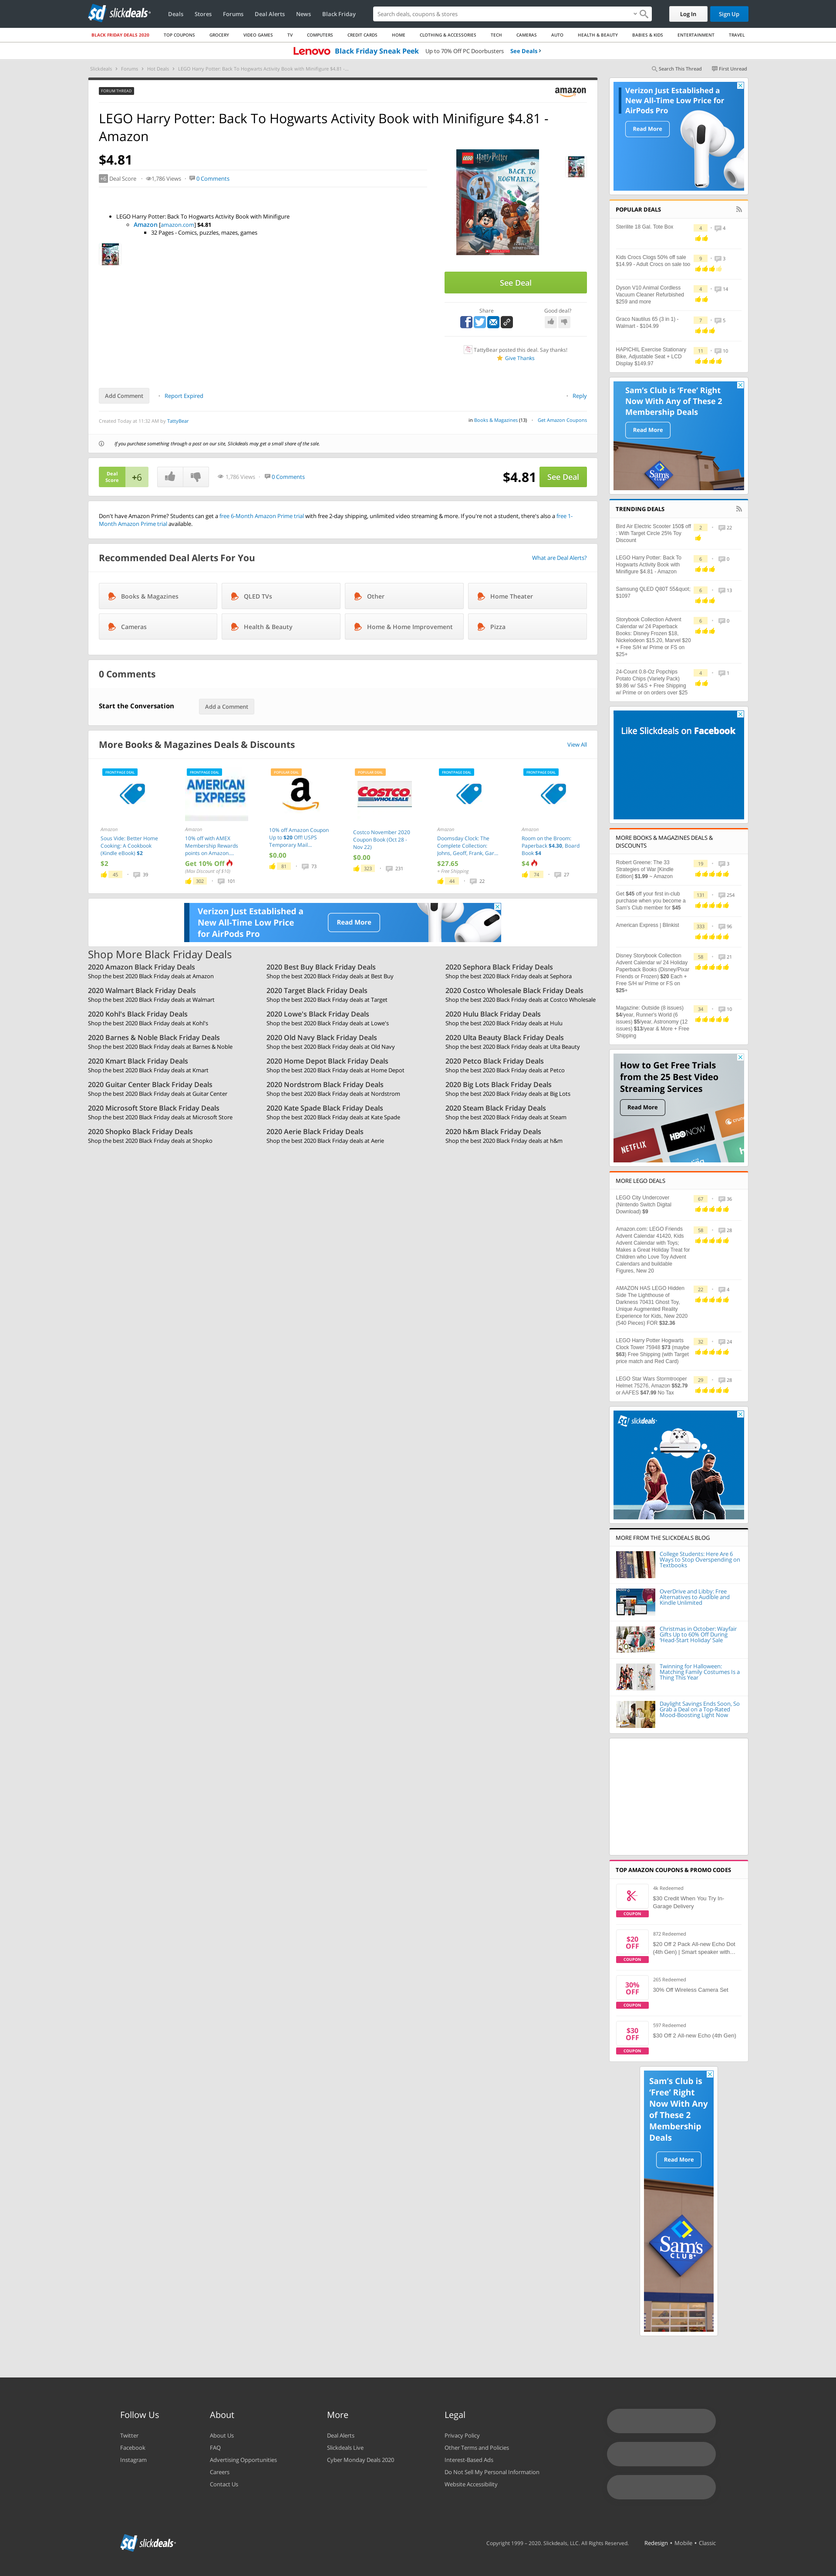 slickdeals
Deals Stores Forums Deal Alerts News Black Friday
Search deals, coupons & stores
Log In Sign Up
BLACK FRIDAY DEALS 2020 TOP COUPONS GROCERY VIDEO GAMES TV COMPUTERS CREDIT CARDS HOME CLOTHING & ACCESSORIES TECH CAMERAS AUTO HEALTH & BEAUTY BABIES & KIDS ENTERTAINMENT TRAVEL
Lenovo Black Friday Sneak Peek Up to 70% Off PC Doorbusters See Deals
Slickdeals Forums Hot Deals LEGO Harry Potter: Back To Hogwarts Activity Book with Minifigure $4.81 -...
Search This Thread First Unread
FORUM THREAD
amazon
LEGO Harry Potter: Back To Hogwarts Activity Book with Minifigure $4.81 -
Amazon
$4.81
+6 Deal Score 1,786 Views 0 Comments
LEGO Harry Potter: Back To Hogwarts Activity Book with Minifigure
Amazon [amazon.com] $4.81
32 Pages - Comics, puzzles, mazes, games
Harry Potter
BACK TO
HOGWARTS
See Deal
Share Good deal?
TattyBear posted this deal. Say thanks!
Give Thanks
Add Comment Report Expired Reply
Created Today at 11:32 AM by TattyBear
in Books & Magazines (13) Get Amazon Coupons
If you purchase something through a post on our site, Slickdeals may get a small share of the sale.
Deal
Score
+6
1,786 Views 0 Comments
$4.81 See Deal
Don't have Amazon Prime? Students can get a free 6-Month Amazon Prime trial with free 2-day shipping, unlimited video streaming & more. If you're not a student, there's also a free 1-
Month Amazon Prime trial available.
Recommended Deal Alerts For You
What are Deal Alerts?
Books & Magazines QLED TVs Other Home Theater
Cameras Health & Beauty Home & Home Improvement Pizza
0 Comments
Start the Conversation Add a Comment
More Books & Magazines Deals & Discounts
View All
FRONTPAGE DEAL
Amazon
Sous Vide: Better Home
Cooking: A Cookbook
(Kindle eBook) $2
$2
45 39
FRONTPAGE DEAL
AMERICAN
EXPRESS
Amazon
10% off with AMEX
Membership Rewards
points on Amazon....
Get 10% Off
(Max Discount of $10)
302 101
POPULAR DEAL
10% off Amazon Coupon
Up to $20 Off: USPS
Temporary Mail...
$0.00
81 73
POPULAR DEAL
COSTCO
WHOLESALE
Costco November 2020
Coupon Book (Oct 28 -
Nov 22)
$0.00
323 231
FRONTPAGE DEAL
Amazon
Doomsday Clock: The
Complete Collection:
Johns, Geoff, Frank, Gar...
$27.65
+ Free Shipping
44 22
FRONTPAGE DEAL
Amazon
Room on the Broom:
Paperback $4.30, Board
Book $4
$4
74 27
Verizon Just Established a
New All-Time Low Price
for AirPods Pro
Read More
Shop More Black Friday Deals
2020 Amazon Black Friday Deals
Shop the best 2020 Black Friday deals at Amazon
2020 Best Buy Black Friday Deals
Shop the best 2020 Black Friday deals at Best Buy
2020 Sephora Black Friday Deals
Shop the best 2020 Black Friday deals at Sephora
2020 Walmart Black Friday Deals
Shop the best 2020 Black Friday deals at Walmart
2020 Target Black Friday Deals
Shop the best 2020 Black Friday deals at Target
2020 Costco Wholesale Black Friday Deals
Shop the best 2020 Black Friday deals at Costco Wholesale
2020 Kohl's Black Friday Deals
Shop the best 2020 Black Friday deals at Kohl's
2020 Lowe's Black Friday Deals
Shop the best 2020 Black Friday deals at Lowe's
2020 Hulu Black Friday Deals
Shop the best 2020 Black Friday deals at Hulu
2020 Barnes & Noble Black Friday Deals
Shop the best 2020 Black Friday deals at Barnes & Noble
2020 Old Navy Black Friday Deals
Shop the best 2020 Black Friday deals at Old Navy
2020 Ulta Beauty Black Friday Deals
Shop the best 2020 Black Friday deals at Ulta Beauty
2020 Kmart Black Friday Deals
Shop the best 2020 Black Friday deals at Kmart
2020 Home Depot Black Friday Deals
Shop the best 2020 Black Friday deals at Home Depot
2020 Petco Black Friday Deals
Shop the best 2020 Black Friday deals at Petco
2020 Guitar Center Black Friday Deals
Shop the best 2020 Black Friday deals at Guitar Center
2020 Nordstrom Black Friday Deals
Shop the best 2020 Black Friday deals at Nordstrom
2020 Big Lots Black Friday Deals
Shop the best 2020 Black Friday deals at Big Lots
2020 Microsoft Store Black Friday Deals
Shop the best 2020 Black Friday deals at Microsoft Store
2020 Kate Spade Black Friday Deals
Shop the best 2020 Black Friday deals at Kate Spade
2020 Steam Black Friday Deals
Shop the best 2020 Black Friday deals at Steam
2020 Shopko Black Friday Deals
Shop the best 2020 Black Friday deals at Shopko
2020 Aerie Black Friday Deals
Shop the best 2020 Black Friday deals at Aerie
2020 h&m Black Friday Deals
Shop the best 2020 Black Friday deals at h&m
Verizon Just Established a
New All-Time Low Price for
AirPods Pro
Read More
POPULAR DEALS
Sterilite 18 Gal. Tote Box 4 4
Kids Crocs Clogs 50% off sale 9 3
$14.99 - Adult Crocs on sale too
Dyson V10 Animal Cordless 4 14
Vacuum Cleaner Refurbished
$259 and more
Graco Nautilus 65 (3 in 1) - 7 5
Walmart - $104.99
HAPICHIL Exercise Stationary 11 10
Bike, Adjustable Seat + LCD
Display $149.97
Sam's Club is 'Free' Right
Now With Any of These 2
Membership Deals
Read More
Sam's
CLUB
TRENDING DEALS
Bird Air Electric Scooter 150$ off 2 22
: With Target Circle 25% Toy
Discount
LEGO Harry Potter: Back To 6 0
Hogwarts Activity Book with
Minifigure $4.81 - Amazon
Samsung QLED Q80T 55&quot; 6 13
$1097
Storybook Collection Advent 6 0
Calendar w/ 24 Paperback
Books: Disney Frozen $18,
Nickelodeon $15.20, Marvel $20
+ Free S/H w/ Prime or FS on
$25+
24-Count 0.8-Oz Popchips 4 1
Potato Chips (Variety Pack)
$9.86 w/ S&S + Free Shipping
w/ Prime or on orders over $25
Like Slickdeals on Facebook
MORE BOOKS & MAGAZINES DEALS &
DISCOUNTS
Robert Greene: The 33 19 3
Strategies of War [Kindle
Edition] $1.99 ~ Amazon
Get $45 off your first in-club 131 254
purchase when you become a
Sam's Club member for $45
American Express | Blinkist 333 96
Disney Storybook Collection 58 21
Advent Calendar w/ 24 Holiday
Paperback Books (Disney/Pixar
Friends or Frozen) $20 Each +
Free S/H w/ Prime or FS on
$25+
Magazine: Outside (8 issues) 34 10
$4/year, Runner's World (6
issues) $5/year, Astronomy (12
issues) $13/year & More + Free
Shipping
How to Get Free Trials
from the 25 Best Video
Streaming Services
Read More
NETFLIX
HBO NOW
MORE LEGO DEALS
LEGO City Undercover 67 36
(Nintendo Switch Digital
Download) $9
Amazon.com: LEGO Friends 58 28
Advent Calendar 41420, Kids
Advent Calendar with Toys;
Makes a Great Holiday Treat for
Children who Love Toy Advent
Calendars and buildable
Figures, New 20
AMAZON HAS LEGO Hidden 22 4
Side The Lighthouse of
Darkness 70431 Ghost Toy,
Unique Augmented Reality
Experience for Kids, New 2020
(540 Pieces) FOR $32.36
LEGO Harry Potter Hogwarts 32 24
Clock Tower 75948 $73 (maybe
$63) Free Shipping (with Target
price match and Red Card)
LEGO Star Wars Stormtrooper 29 28
Helmet 75276, Amazon $52.79
or AAFES $47.99 No Tax
slickdeals
MORE FROM THE SLICKDEALS BLOG
College Students: Here Are 6
Ways to Stop Overspending on
Textbooks
OverDrive and Libby: Free
Alternatives to Audible and
Kindle Unlimited
Christmas in October: Wayfair
Gifts Up to 60% Off During
'Head-Start Holiday' Sale
Twinning for Halloween:
Matching Family Costumes Is a
Thing This Year
Daylight Savings Ends Soon, So
Grab a Deal on a Top-Rated
Mood-Boosting Light Now
TOP AMAZON COUPONS & PROMO CODES
4k Redeemed
$30 Credit When You Try In-
Garage Delivery
COUPON
872 Redeemed
$20
OFF
$20 Off 2 Pack All-new Echo Dot
(4th Gen) | Smart speaker with...
COUPON
265 Redeemed
30%
OFF
30% Off Wireless Camera Set
COUPON
597 Redeemed
$30
OFF
$30 Off 2 All-new Echo (4th Gen)
COUPON
Sam's Club is
'Free' Right
Now With Any
of These 2
Membership
Deals
Read More
Sam's
CLUB
Follow Us About More Legal
Twitter About Us Deal Alerts Privacy Policy
Facebook FAQ Slickdeals Live Other Terms and Policies
Instagram Advertising Opportunities Cyber Monday Deals 2020 Interest-Based Ads
Careers Do Not Sell My Personal Information
Contact Us Website Accessibility
slickdeals
Copyright 1999 - 2020. Slickdeals, LLC. All Rights Reserved. Redesign • Mobile • Classic